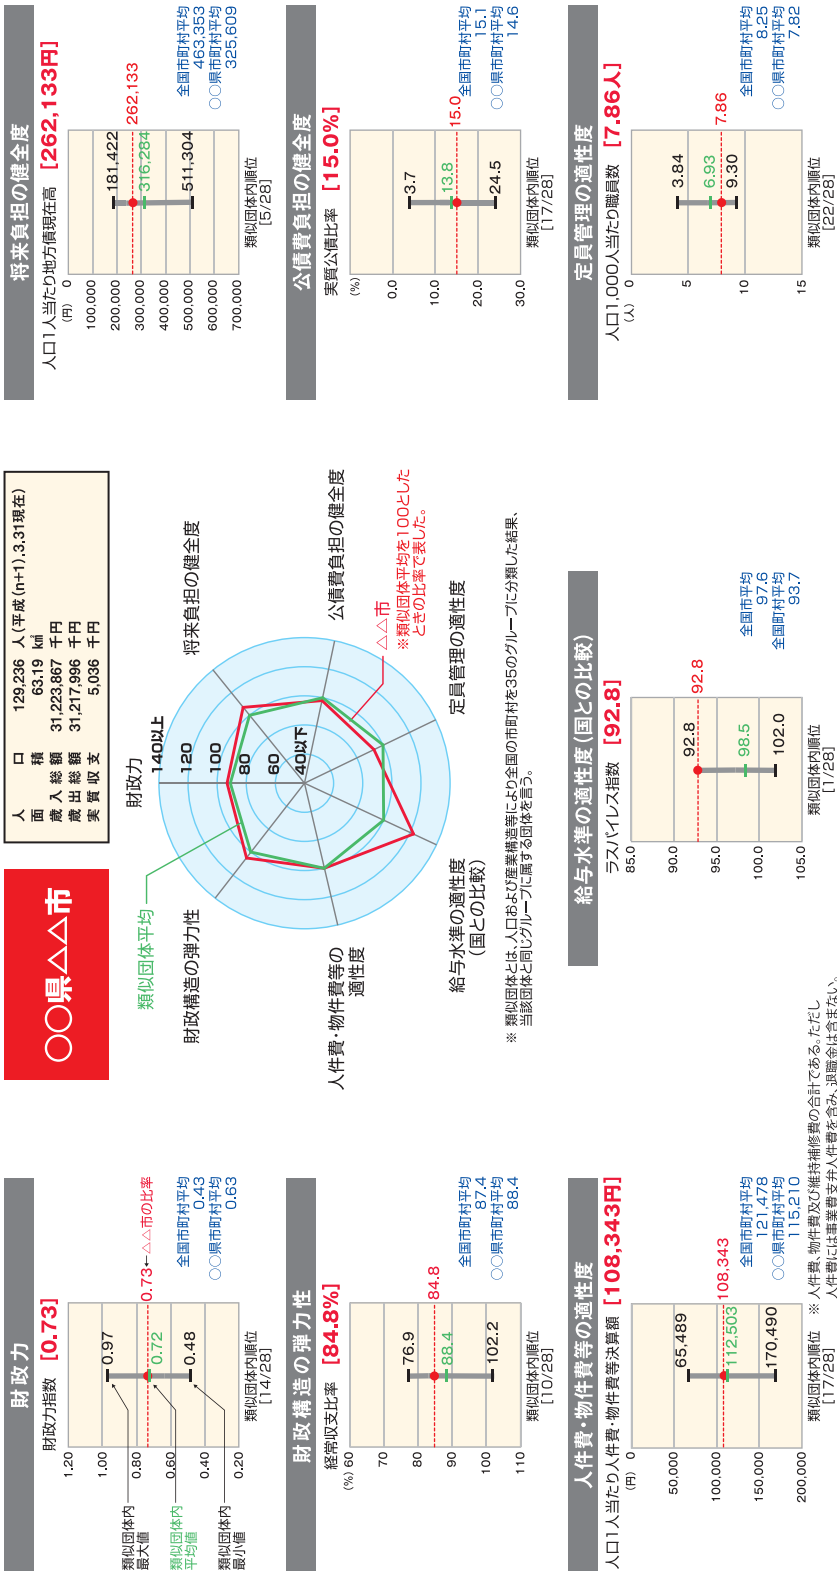 財政力
財政力指数 [0.73]
1.20
1.00
0.80
0.60
0.40
0.20
0.97
0.72
0.48
0.73←△△市の比率
類似団体内
最大値
類似団体内
平均値
類似団体内
最小値
類似団体内順位
[14/28]
全国市町村平均
0.43
〇〇県市町村平均
0.63
財政構造の弾力性
経常収支比率 [84.8%]
(%)
60
70
80
90
100
110
76.9
88.4
102.2
84.8
類似団体内順位
[10/28]
全国市町村平均
87.4
〇〇県市町村平均
88.4
人件費・物件費等の適性度
人口1人当たり人件費・物件費等決算額 [108,343円]
(円)
0
50,000
100,000
150,000
200,000
65,489
112,503
170,490
108,343
類似団体内順位
[17/28]
全国市町村平均
121,478
〇〇県市町村平均
115,210
※ 人件費、物件費及び維持補修費の合計である。ただし
人件費には事業費支弁人件費を含み、退職金は含まない。
〇〇県△△市
人口 129,236 人(平成(n+1).3.31現在)
面積 63.19 ㎢
歳入総額 31,223,867 千円
歳出総額 31,217,996 千円
実質収支 5,036 千円
財政力
将来負担の健全度
公債費負担の健全度
定員管理の適性度
給与水準の適性度
(国との比較)
人件費・物件費等の
適性度
財政構造の弾力性
140以上
120
100
80
60
40以下
類似団体平均
△△市
※類似団体平均を100とした
ときの比率で表した。
※ 類似団体とは、人口および産業構造等により全国の市町村を35のグループに分類した結果、
当該団体と同じグループに属する団体を言う。
給与水準の適性度(国との比較)
ラスパイレス指数 [92.8]
85.0
90.0
95.0
100.0
105.0
92.8
98.5
102.0
92.8
類似団体内順位
[1/28]
全国市平均
97.6
全国町村平均
93.7
将来負担の健全度
人口1人当たり地方債現在高 [262,133円]
(円)
0
100,000
200,000
300,000
400,000
500,000
600,000
700,000
181,422
316,284
511,304
262,133
類似団体内順位
[5/28]
全国市町村平均
463,353
〇〇県市町村平均
325,609
公債費負担の健全度
実質公債比率 [15.0%]
(%)
0.0
10.0
20.0
30.0
3.7
13.8
24.5
15.0
類似団体内順位
[17/28]
全国市町村平均
15.1
〇〇県市町村平均
14.6
定員管理の適性度
人口1,000人当たり職員数 [7.86人]
(人)
0
5
10
15
3.84
6.93
9.30
7.86
類似団体内順位
[22/28]
全国市町村平均
8.25
〇〇県市町村平均
7.82